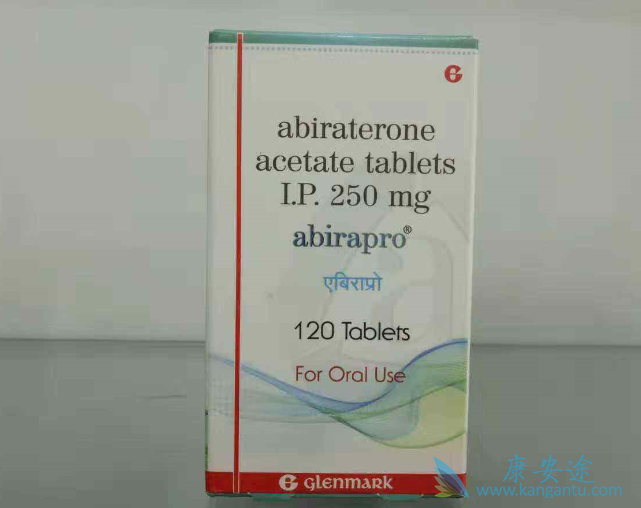 abiraterone
acetate tablets
I.P. 250 mg
abirapro®
एबिराप्रो
120 Tablets
For Oral Use
G glenmark
康安途
www.kangantu.com